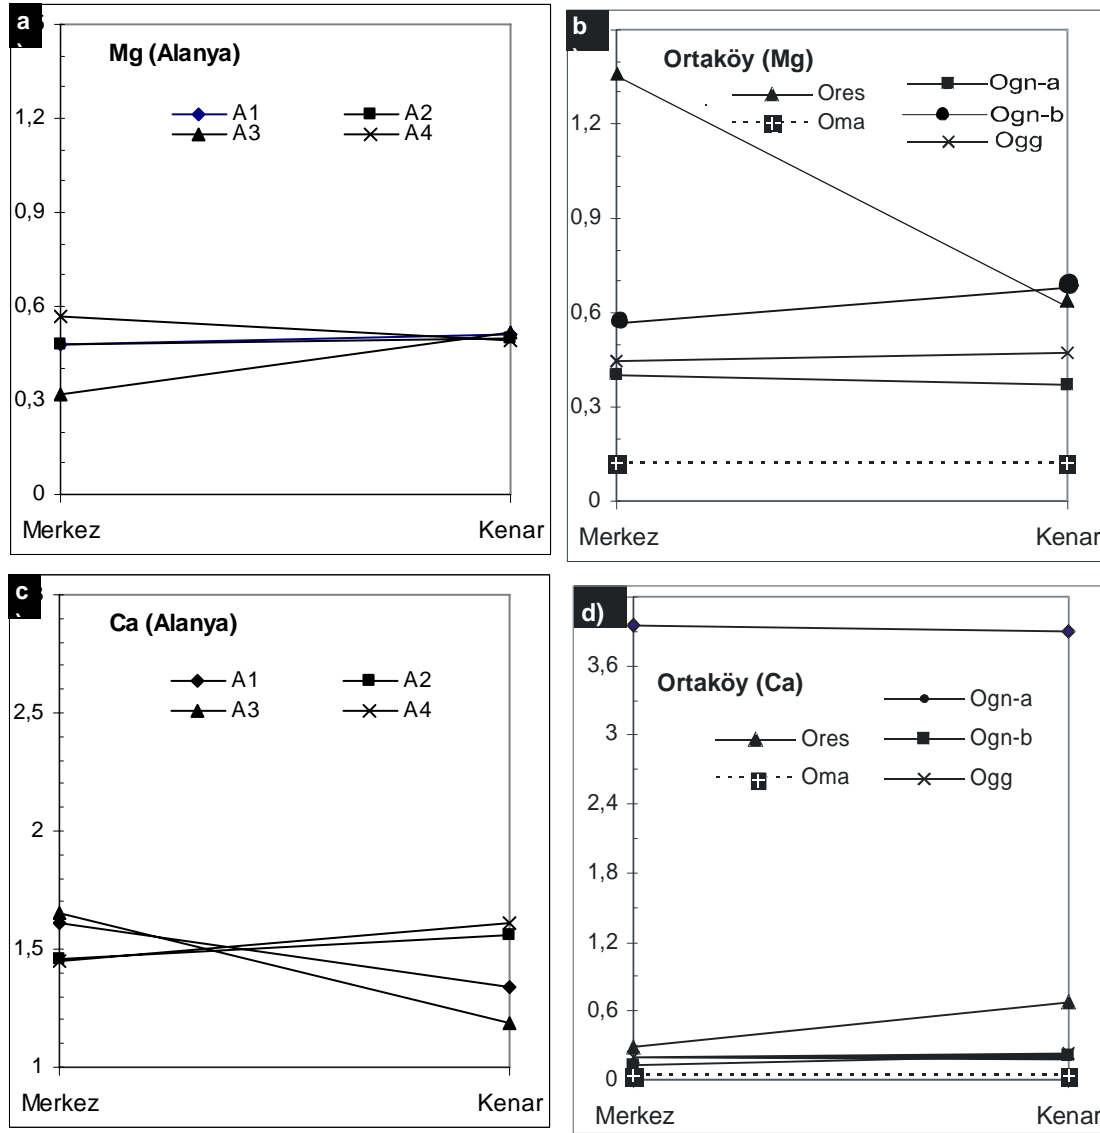 a
Mg (Alanya)
A1 A2
A3 A4
1,2
0,9
0,6
0,3
0
Merkez Kenar
b
Ortaköy (Mg)
Ores Ogn-a
Oma Ogn-b
Ogg
1,2
0,9
0,6
0,3
0
Merkez Kenar
c
Ca (Alanya)
A1 A2
A3 A4
2,5
2
1,5
1
Merkez Kenar
d)
3,6
Ortaköy (Ca)
Ogn-a
3
Ores Ogn-b
Oma Ogg
2,4
1,8
1,2
0,6
0
Merkez Kenar